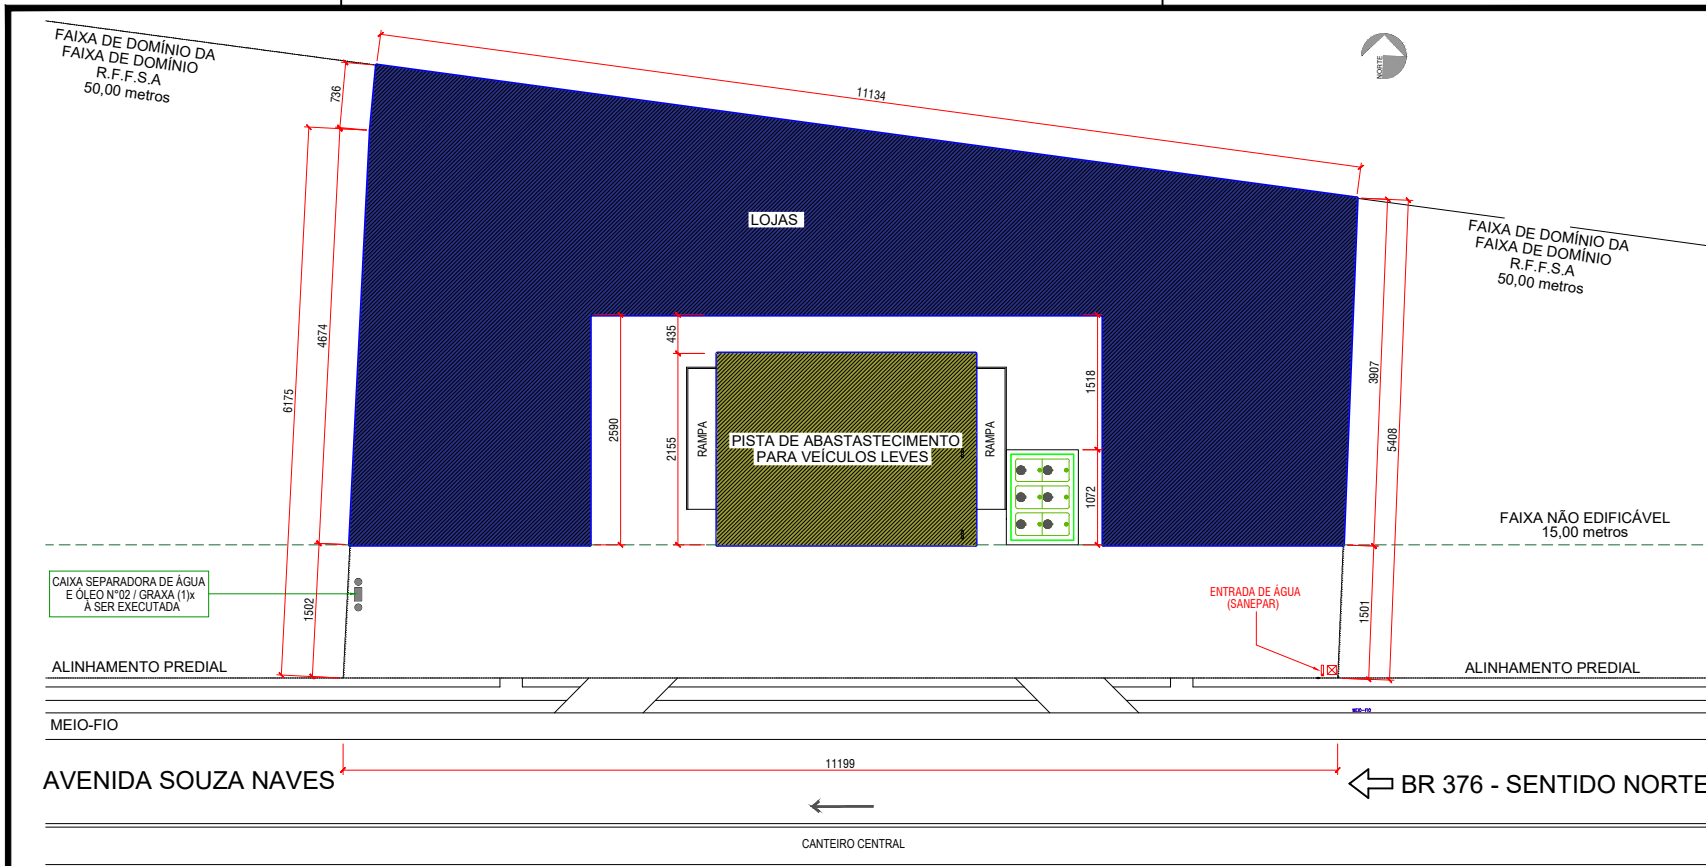 FAIXA DE DOMÍNIO DA
FAIXA DE DOMÍNIO
R.F.F.S.A
50,00 metros
NORTE
736
11134
LOJAS
FAIXA DE DOMÍNIO DA
FAIXA DE DOMÍNIO
R.F.F.S.A
50,00 metros
4674
6175
435
2590
2155
1518
1072
3907
5408
RAMPA
PISTA DE ABASTASTECIMENTO
PARA VEÍCULOS LEVES
RAMPA
FAIXA NÃO EDIFICÁVEL
15,00 metros
CAIXA SEPARADORA DE ÁGUA
E ÓLEO N°02 / GRAXA (1)x
À SER EXECUTADA
1502
ENTRADA DE ÁGUA
(SANEPAR)
1501
ALINHAMENTO PREDIAL
ALINHAMENTO PREDIAL
MEIO-FIO
MEIO-FIO
11199
AVENIDA SOUZA NAVES
BR 376 - SENTIDO NORTE
CANTEIRO CENTRAL